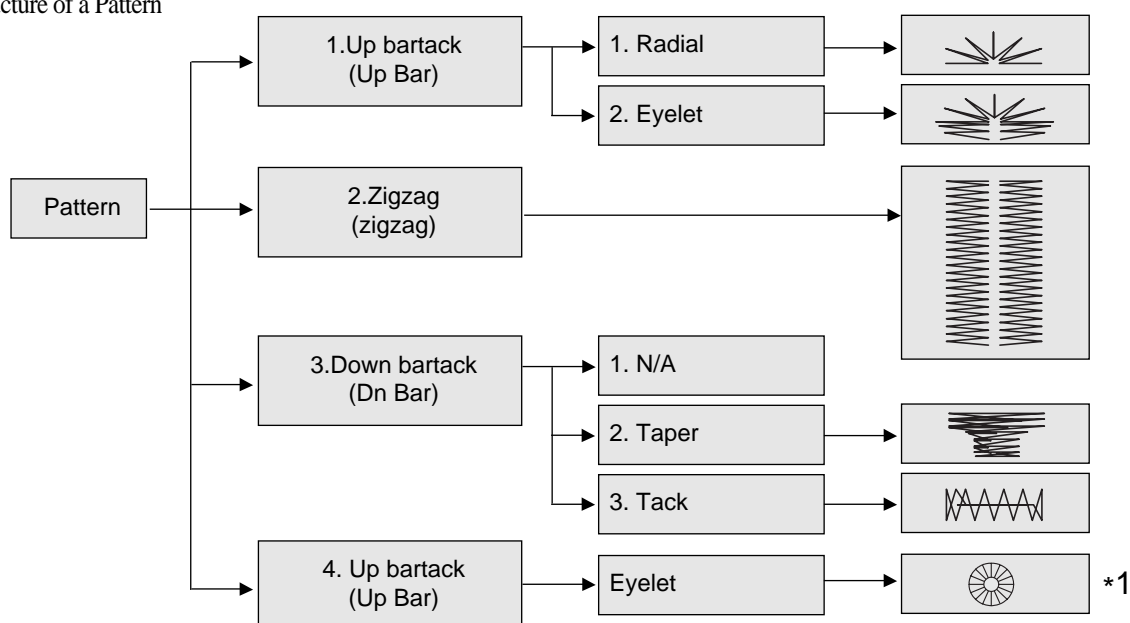 cture of a Pattern
Pattern
1.Up bartack
(Up Bar)
1. Radial
2. Eyelet
2.Zigzag
(zigzag)
3.Down bartack
(Dn Bar)
1. N/A
2. Taper
3. Tack
4. Up bartack
(Up Bar)
Eyelet
*1